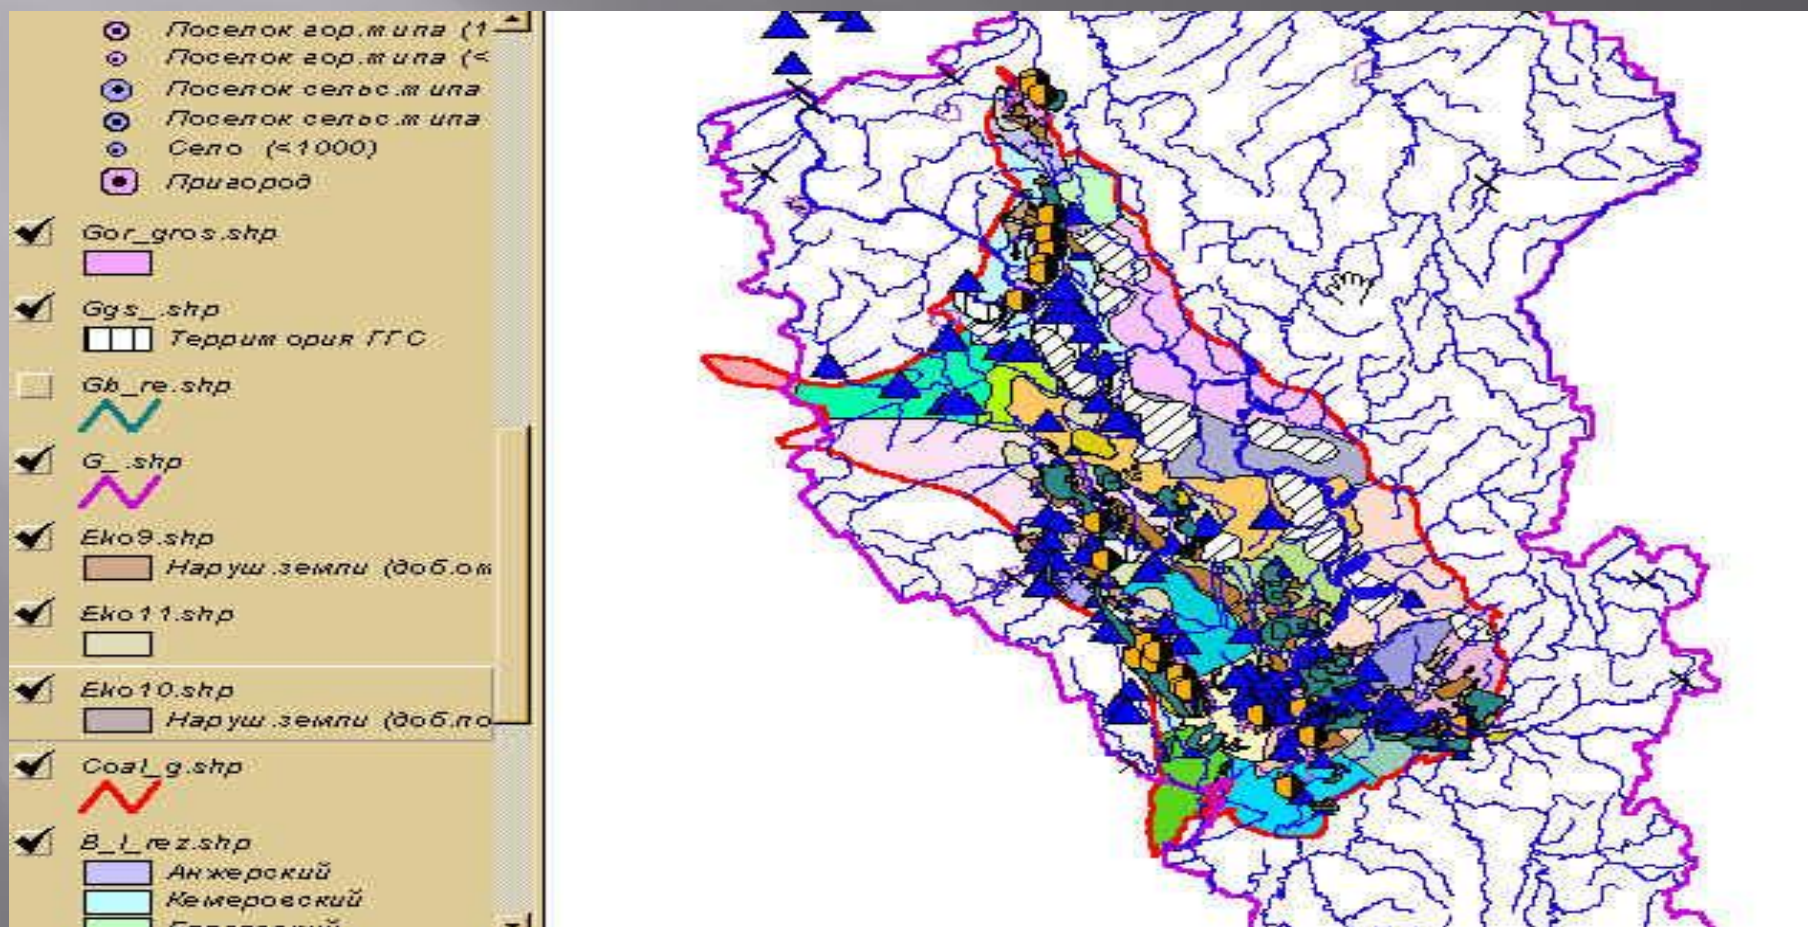 Поселок гор.типа (1
Поселок гор.типа (<
Поселок сельс.типа
Поселок сельс.типа
Село (<1000)
Пригород
Gor_gros.shp
Ggs_.shp
Территория ГГС
Gb_re.shp
G_.shp
Eko9.shp
Наруш.земли (доб.от
Eko11.shp
Eko10.shp
Наруш.земли (доб.по
Coal_g.shp
B_l_rez.shp
Анжерский
Кемеровский